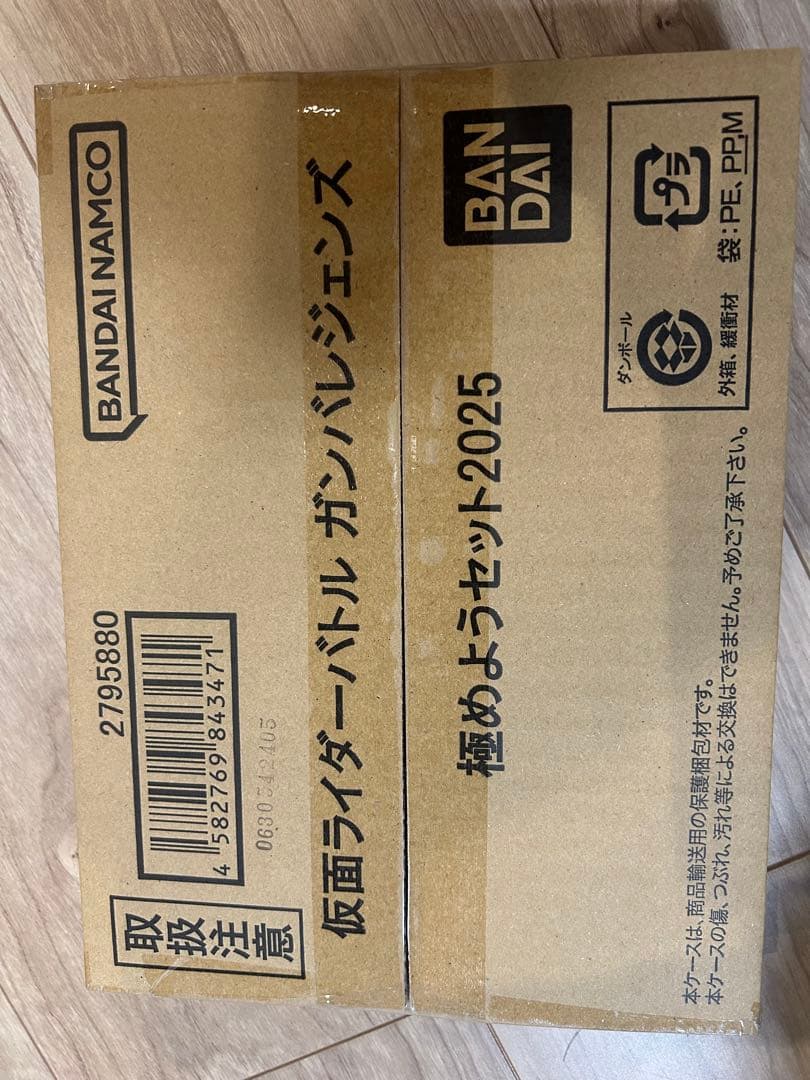 取扱
注意
2795880
4 582769 843471
0630542405
BANDAI NAMCO
仮面ライダーバトル ガンバレジェンズ
極めようセット2025
BAN
DAI
ダンボール
外箱、緩衝材
プラ
袋:PE、PP,M
本ケースは、商品輸送用の保護梱包材です。
本ケースの傷、つぶれ、汚れ等による交換はできません。予めご了承下さい。